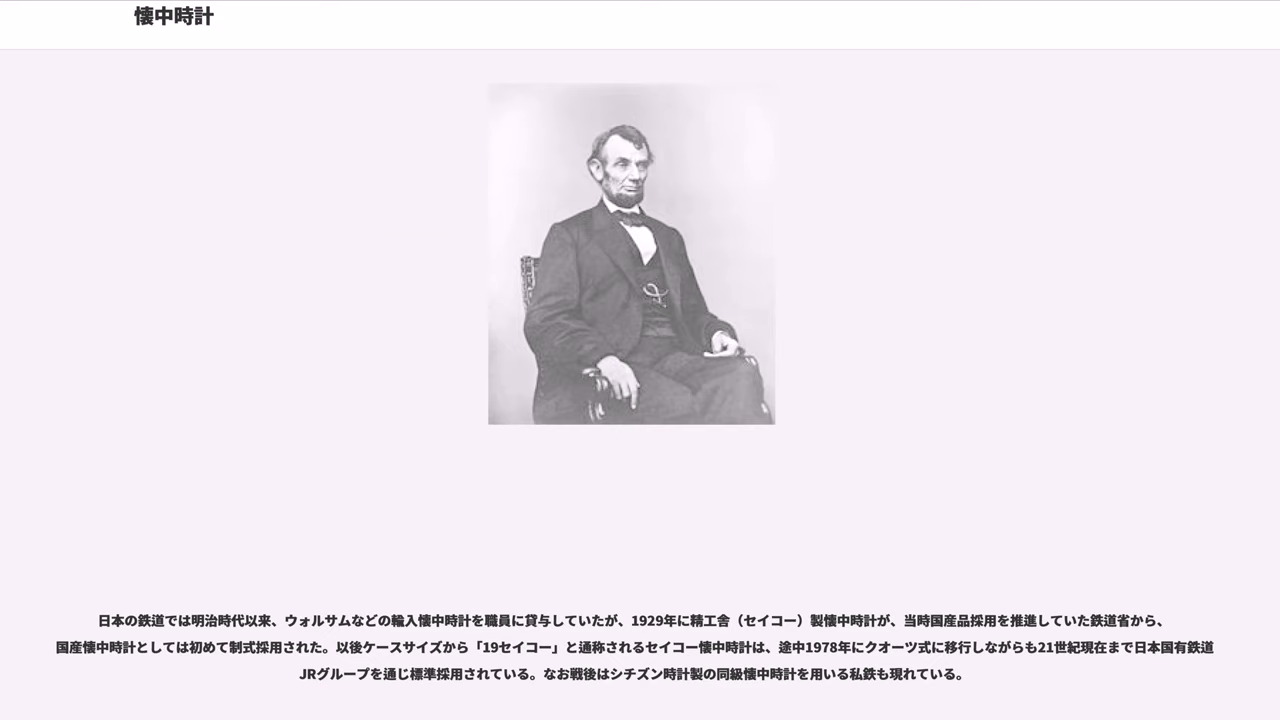 懐中時計
日本の鉄道では明治時代以来、ウォルサムなどの輸入懐中時計を職員に貸与していたが、1929年に精工舎（セイコー）製懐中時計が、当時国産品採用を推進していた鉄道省から、
国産懐中時計としては初めて制式採用された。以後ケースサイズから「19セイコー」と通称されるセイコー懐中時計は、途中1978年にクオーツ式に移行しながらも21世紀現在まで日本国有鉄道
JRグループを通じ標準採用されている。なお戦後はシチズン時計製の同級懐中時計を用いる私鉄も現れている。